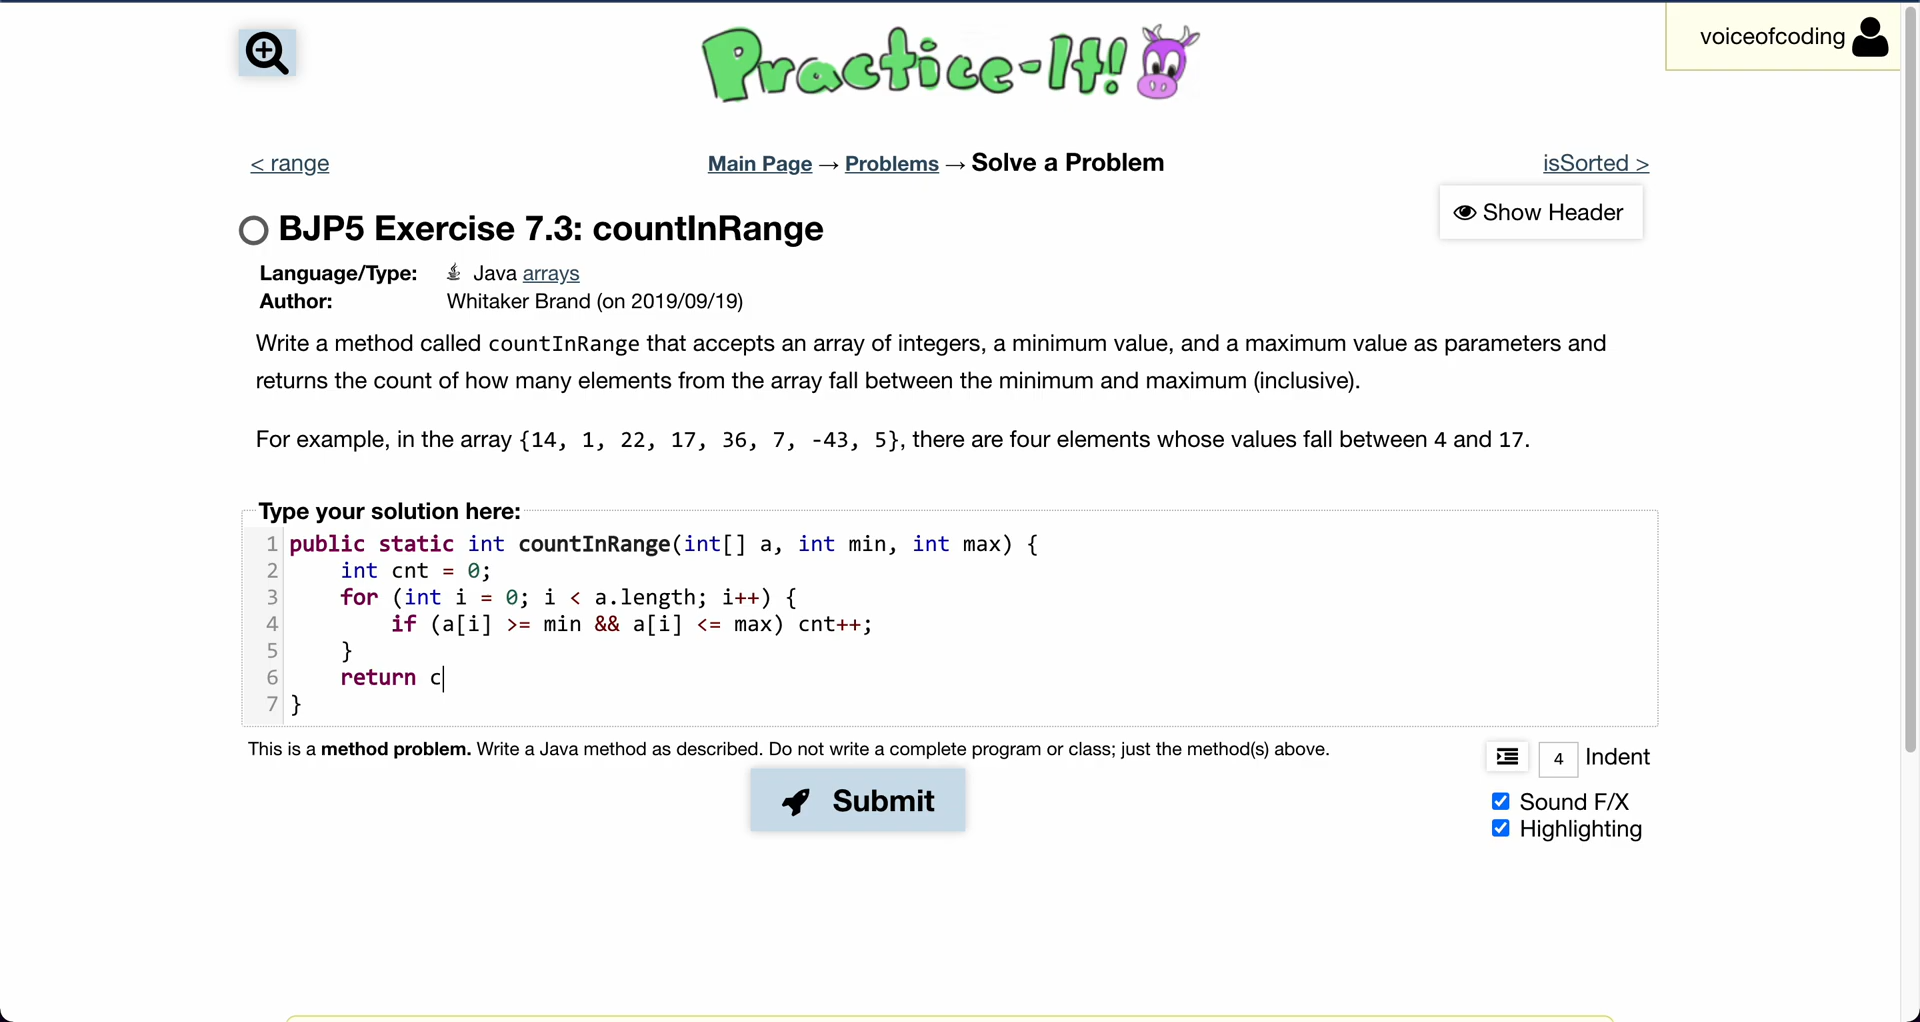 Practice-It!
voiceofcoding
< range
Main Page → Problems → Solve a Problem
isSorted >
Show Header
BJP5 Exercise 7.3: countInRange
Language/Type: Java arrays
Author: Whitaker Brand (on 2019/09/19)
Write a method called countInRange that accepts an array of integers, a minimum value, and a maximum value as parameters and
returns the count of how many elements from the array fall between the minimum and maximum (inclusive).
For example, in the array {14, 1, 22, 17, 36, 7, -43, 5}, there are four elements whose values fall between 4 and 17.
Type your solution here:
1 public static int countInRange(int[] a, int min, int max) {
2     int cnt = 0;
3     for (int i = 0; i < a.length; i++) {
4         if (a[i] >= min && a[i] <= max) cnt++;
5     }
6     return c
7 }
This is a method problem. Write a Java method as described. Do not write a complete program or class; just the method(s) above.
4 Indent
Submit
Sound F/X
Highlighting